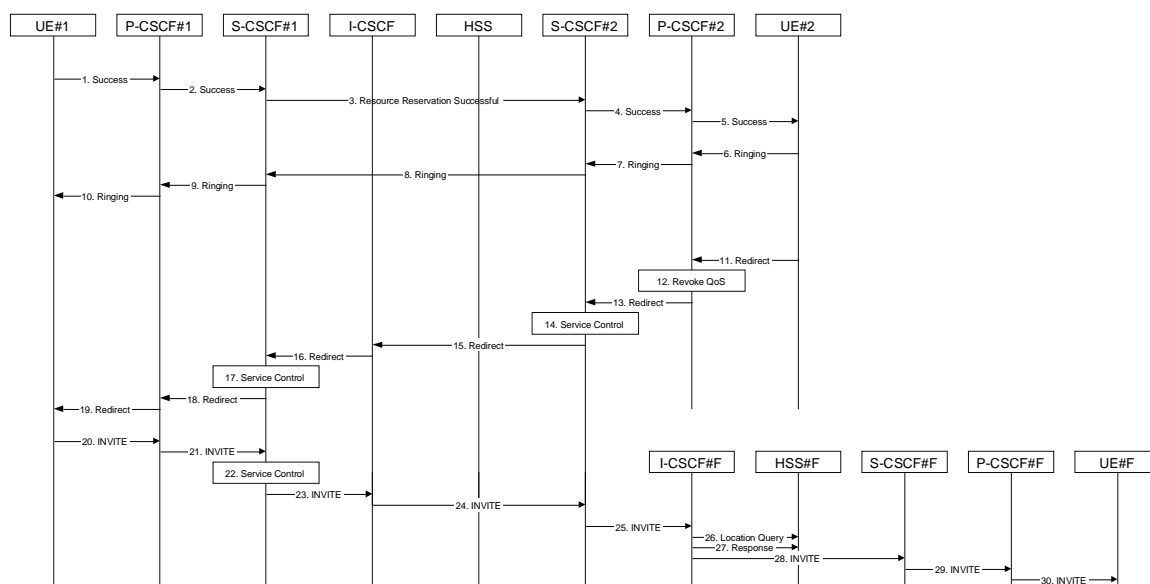 UE#1
P-CSCF#1
S-CSCF#1
I-CSCF
HSS
S-CSCF#2
P-CSCF#2
UE#2
1. Success
2. Success
3. Resource Reservation Successful
4. Success
5. Success
6. Ringing
7. Ringing
8. Ringing
9. Ringing
10. Ringing
11. Redirect
12. Revoke QoS
13. Redirect
14. Service Control
15. Redirect
16. Redirect
17. Service Control
18. Redirect
19. Redirect
20. INVITE
21. INVITE
I-CSCF#F
HSS#F
S-CSCF#F
P-CSCF#F
UE#F
22. Service Control
23. INVITE
24. INVITE
25. INVITE
26. Location Query
27. Response
28. INVITE
29. INVITE
30. INVITE